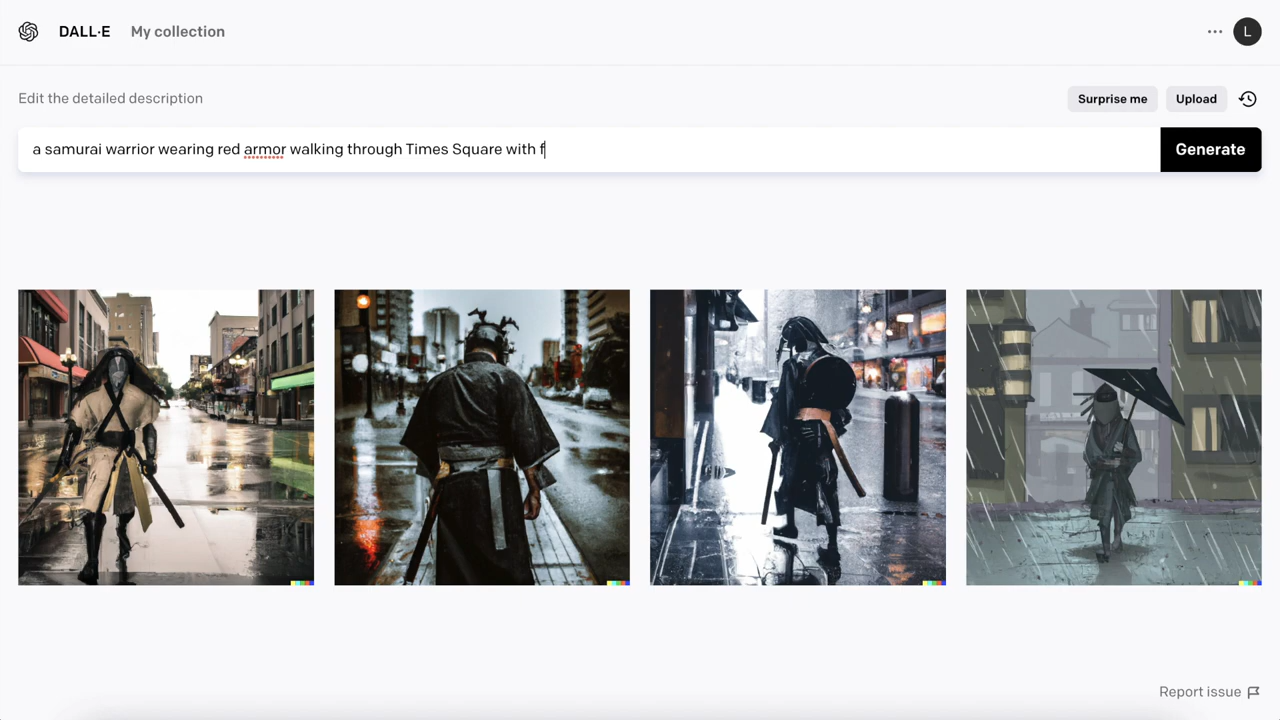 DALL·E My collection
··· L
Edit the detailed description
Surprise me Upload
a samurai warrior wearing red armor walking through Times Square with f
Generate
Report issue